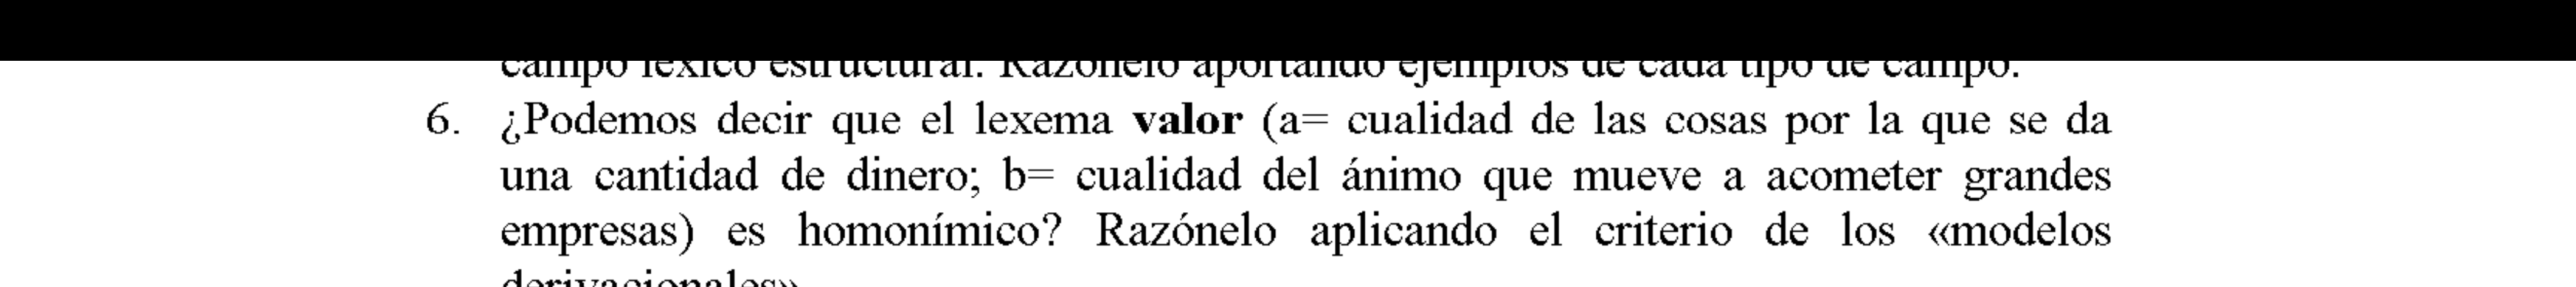 campo léxico estructural. Razónelo aportando ejemplos de cada tipo de campo.
6. ¿Podemos decir que el lexema valor (a= cualidad de las cosas por la que se da
una cantidad de dinero; b= cualidad del ánimo que mueve a acometer grandes
empresas) es homonímico? Razónelo aplicando el criterio de los «modelos
derivacionales»